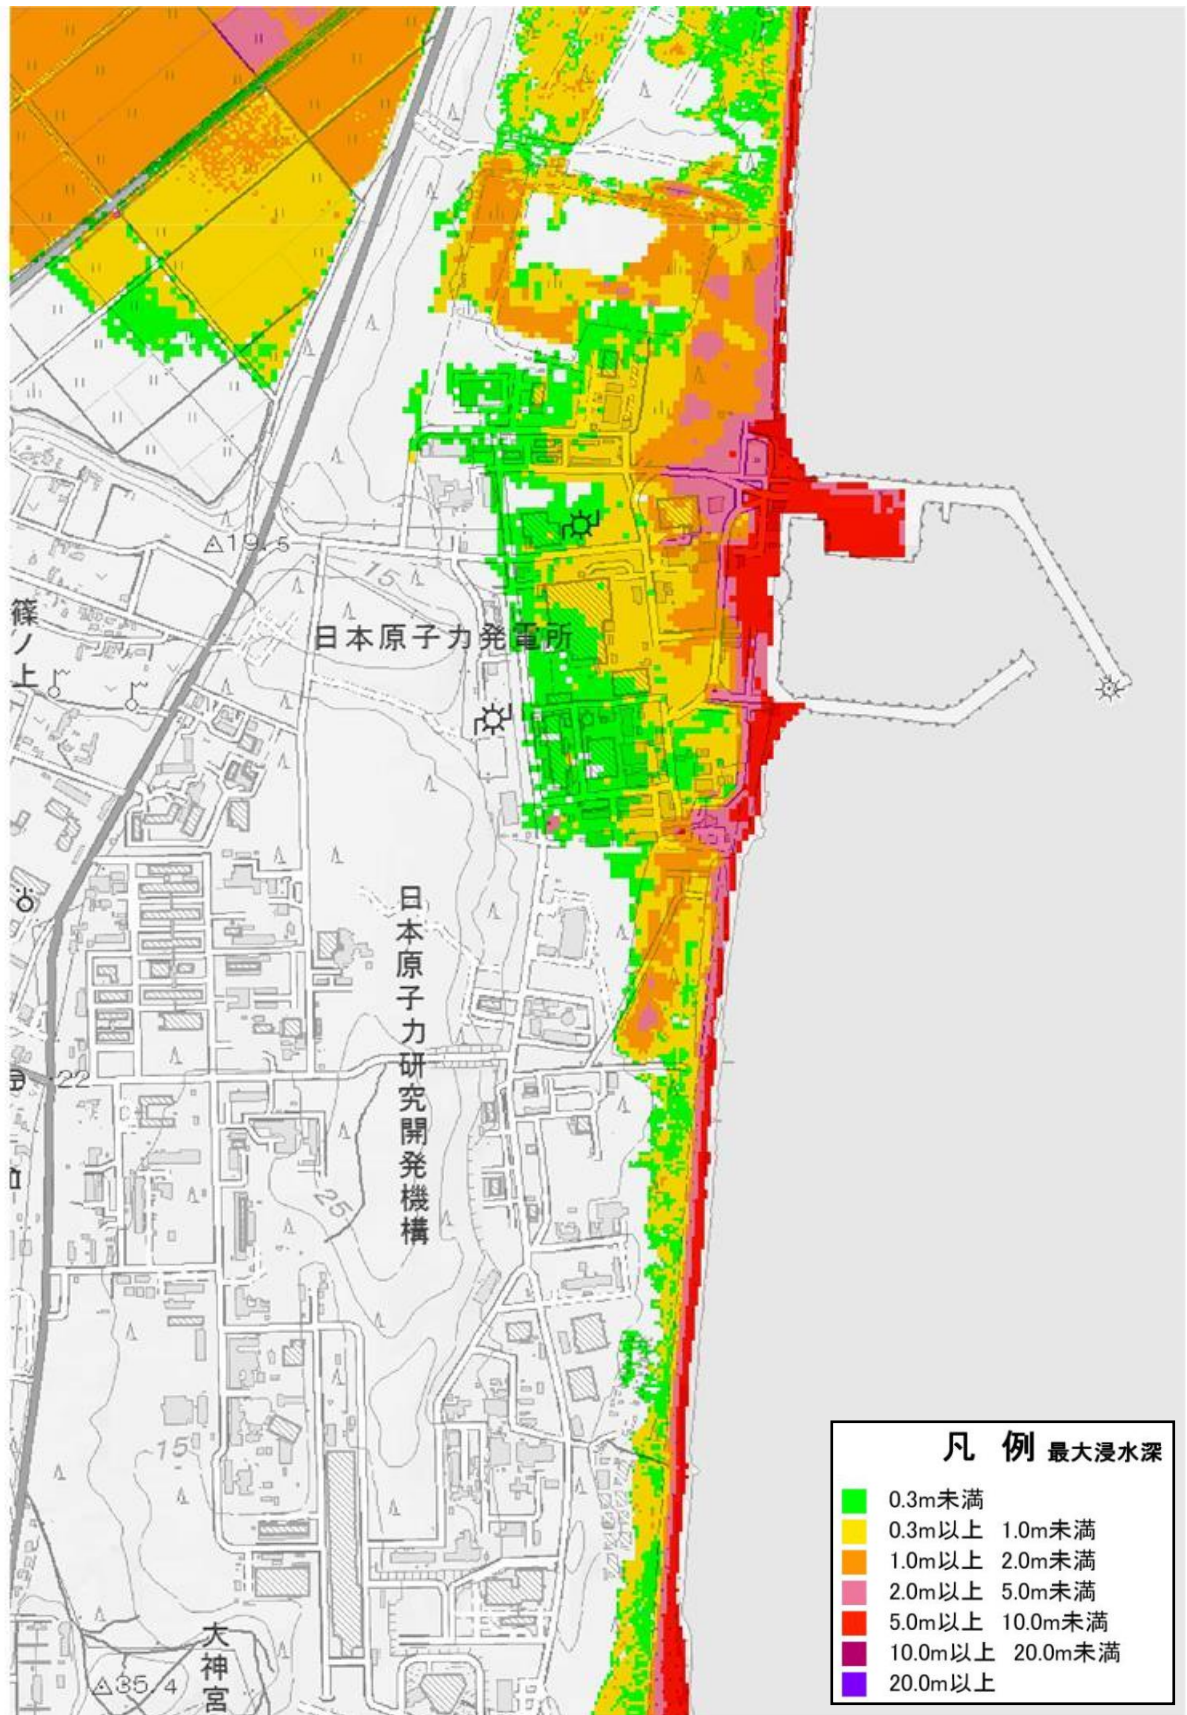 △19.5
15
篠ノ上
日本原子力発電所
日本原子力研究開発機構
22
25
15
大神宮
△35.4
凡 例 最大浸水深
0.3m未満
0.3m以上 1.0m未満
1.0m以上 2.0m未満
2.0m以上 5.0m未満
5.0m以上 10.0m未満
10.0m以上 20.0m未満
20.0m以上